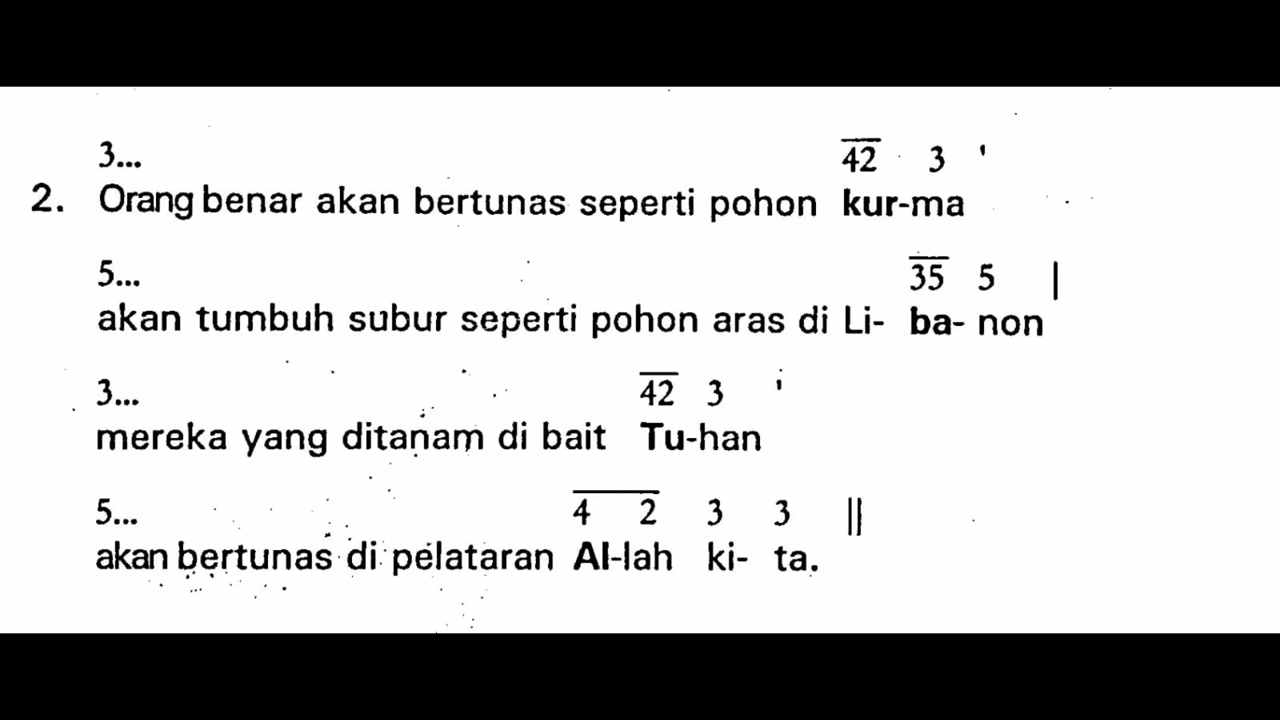 3... 42 3 '
2. Orang benar akan bertunas seperti pohon kur-ma
5... 35 5 |
akan tumbuh subur seperti pohon aras di Li- ba- non
3... 42 3 '
mereka yang ditanam di bait Tu-han
5... 4 2 3 3 ||
akan bertunas di pelataran Al-lah ki- ta.